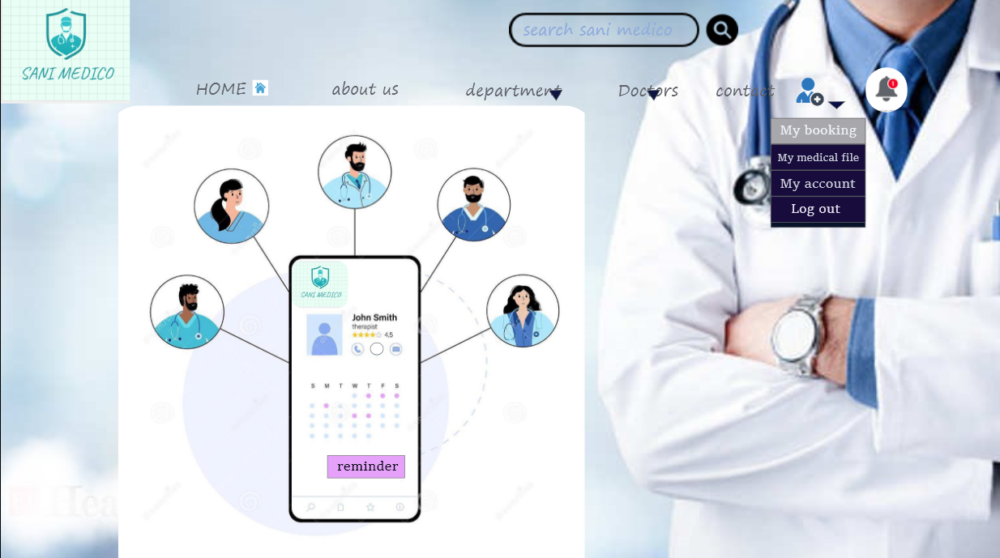 search sani medico
SANI MEDICO
HOME
about us
department
Doctors
contact
1
My booking
My medical file
My account
Log out
SANI MEDICO
John Smith
therapist
4,5
S M T W T F S
reminder
Hea